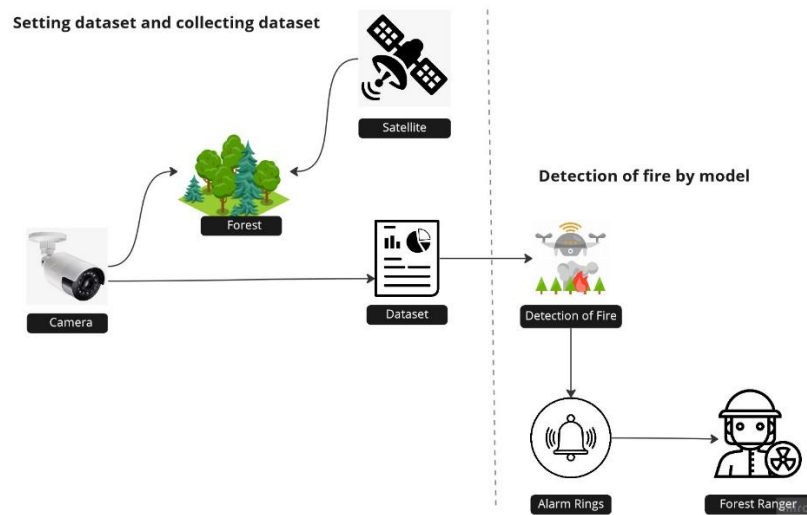 Setting dataset and collecting dataset
Satellite
Forest
Camera
Dataset
Detection of fire by model
Detection of Fire
Alarm Rings
Forest Ranger